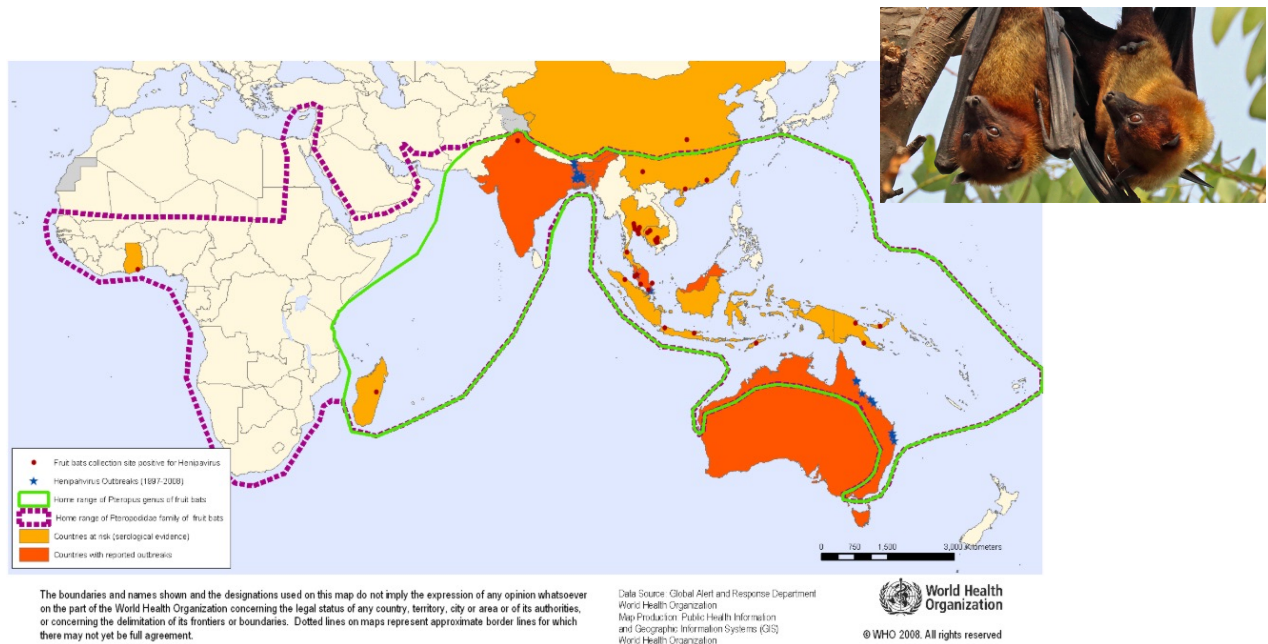 Fruit bats collection site positive for Henipavirus
Henipahvirus Outbreaks (1897-2008)
Home range of Pteropus genus of fruit bats
Home range of Pteropodidae family of fruit bats
Countries at risk (serological evidence)
Countries with reported outbreaks
0 750 1,500 3,000 Kilometers
The boundaries and names shown and the designations used on this map do not imply the expression of any opinion whatsoever
on the part of the World Health Organization concerning the legal status of any country, territory, city or area or of its authorities,
or concerning the delimitation of its frontiers or boundaries. Dotted lines on maps represent approximate border lines for which
there may not yet be full agreement.
Data Source: Global Alert and Response Department
World Health Organization
Map Production: Public Health Information
and Geographic Information Systems (GIS)
World Health Organization
World Health
Organization
© WHO 2008. All rights reserved